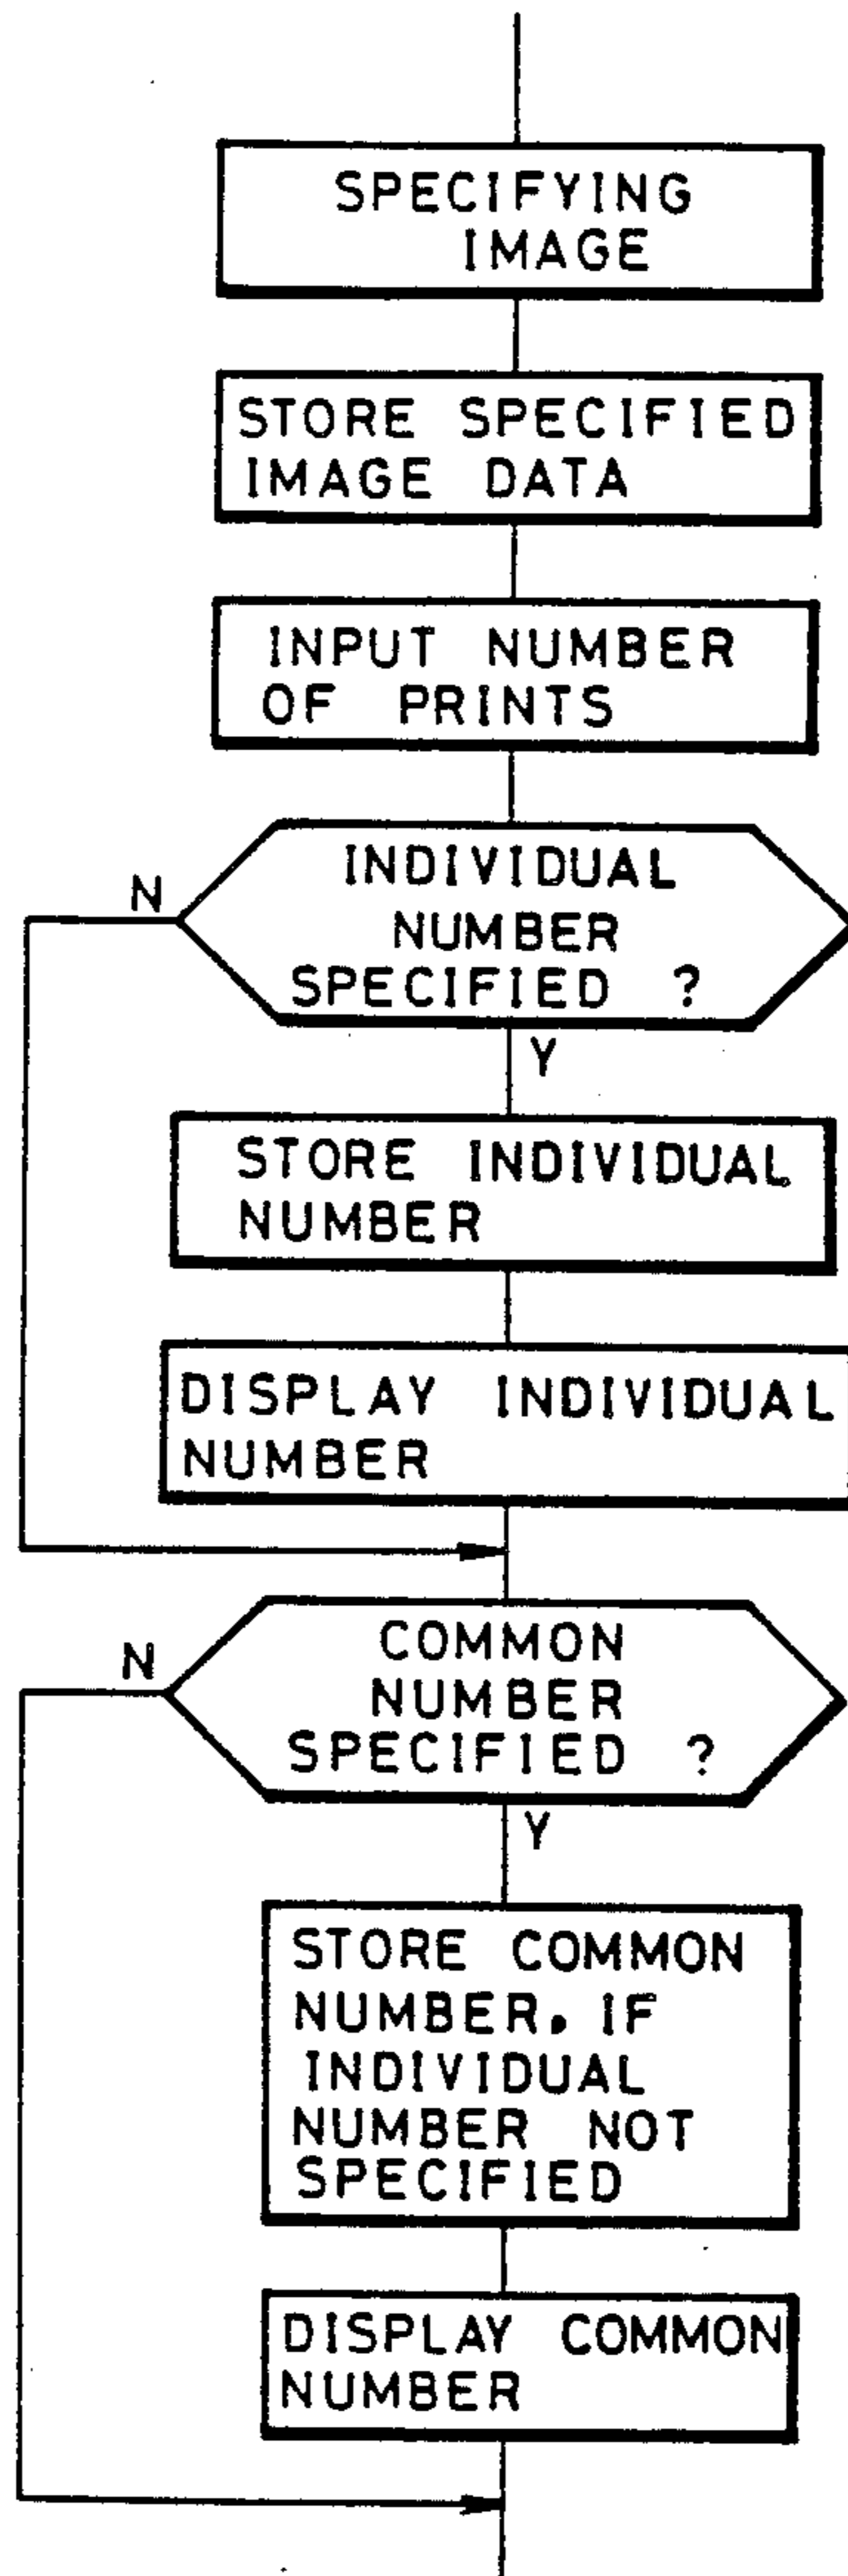 SPECIFYING
IMAGE
STORE SPECIFIED
IMAGE DATA
INPUT NUMBER
OF PRINTS
INDIVIDUAL
NUMBER
SPECIFIED ?
N
Y
STORE INDIVIDUAL
NUMBER
DISPLAY INDIVIDUAL
NUMBER
COMMON
NUMBER
SPECIFIED ?
N
Y
STORE COMMON
NUMBER. IF
INDIVIDUAL
NUMBER NOT
SPECIFIED
DISPLAY COMMON
NUMBER